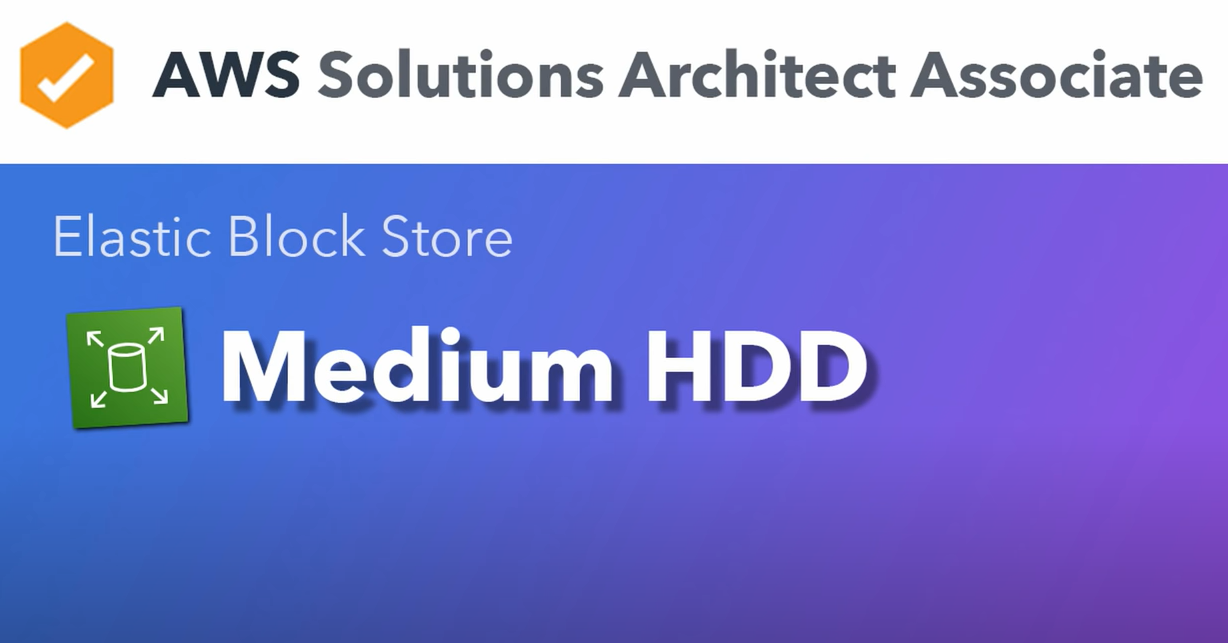 AWS Solutions Architect Associate
Elastic Block Store
Medium HDD